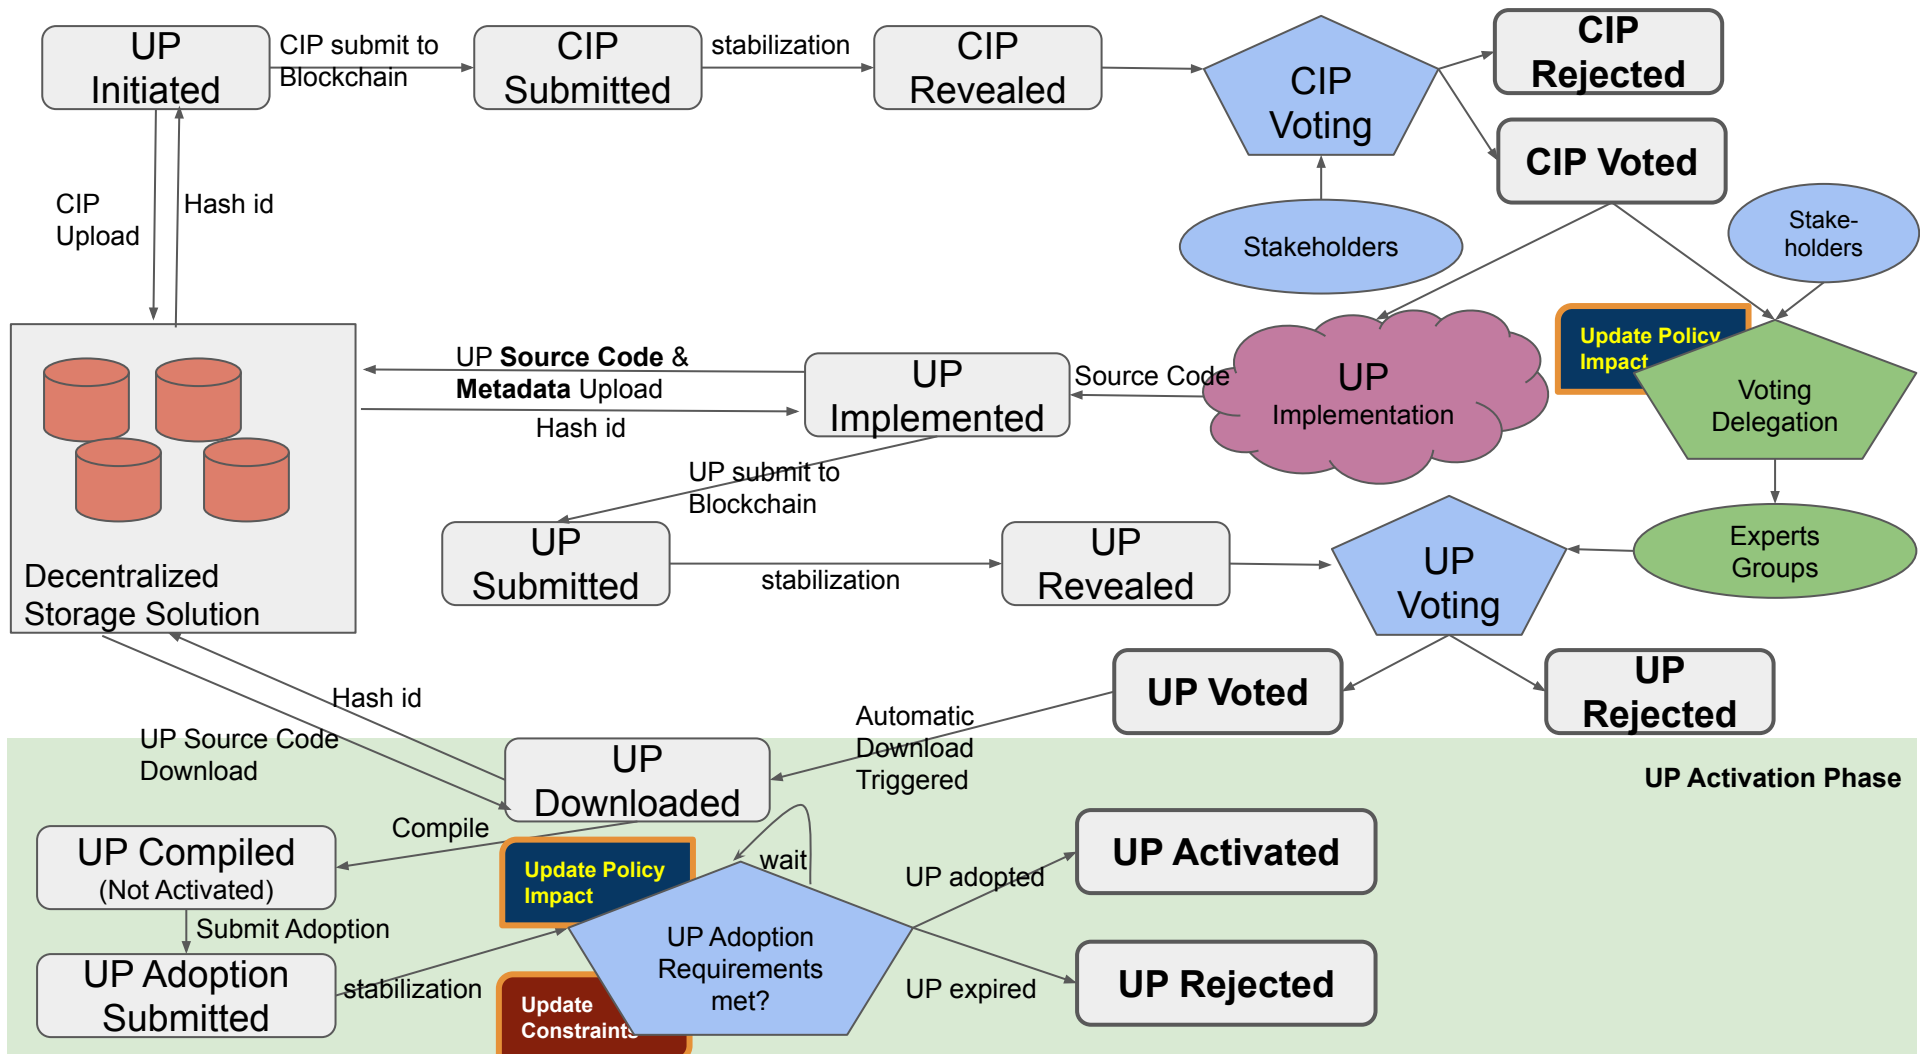 UP
Initiated
CIP submit to
Blockchain
CIP
Submitted
stabilization
CIP
Revealed
CIP
Voting
CIP
Rejected
CIP Voted
CIP
Upload
Hash id
Stakeholders
Stake-
holders
Update Policy
Impact
Voting
Delegation
UP Source Code &
Metadata Upload
Hash id
UP
Implemented
Source Code
UP
Implementation
UP submit to
Blockchain
Experts
Groups
UP
Submitted
stabilization
UP
Revealed
UP
Voting
Decentralized
Storage Solution
UP Voted
UP
Rejected
Hash id
Automatic
Download
Triggered
UP Source Code
Download
UP
Downloaded
UP Activation Phase
Compile
UP Compiled
(Not Activated)
Update Policy
Impact
wait
UP adopted
UP Activated
Submit Adoption
UP Adoption
Requirements
met?
UP Adoption
Submitted
stabilization
Update
Constraints
UP expired
UP Rejected